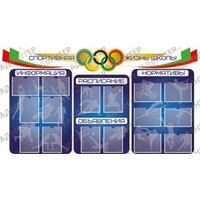 СПОРТИВНАЯ ЖИЗНЬ ШКОЛЫ
ИНФОРМАЦИЯ
РАСПИСАНИЕ
НОРМАТИВЫ
ОБЪЯВЛЕНИЯ